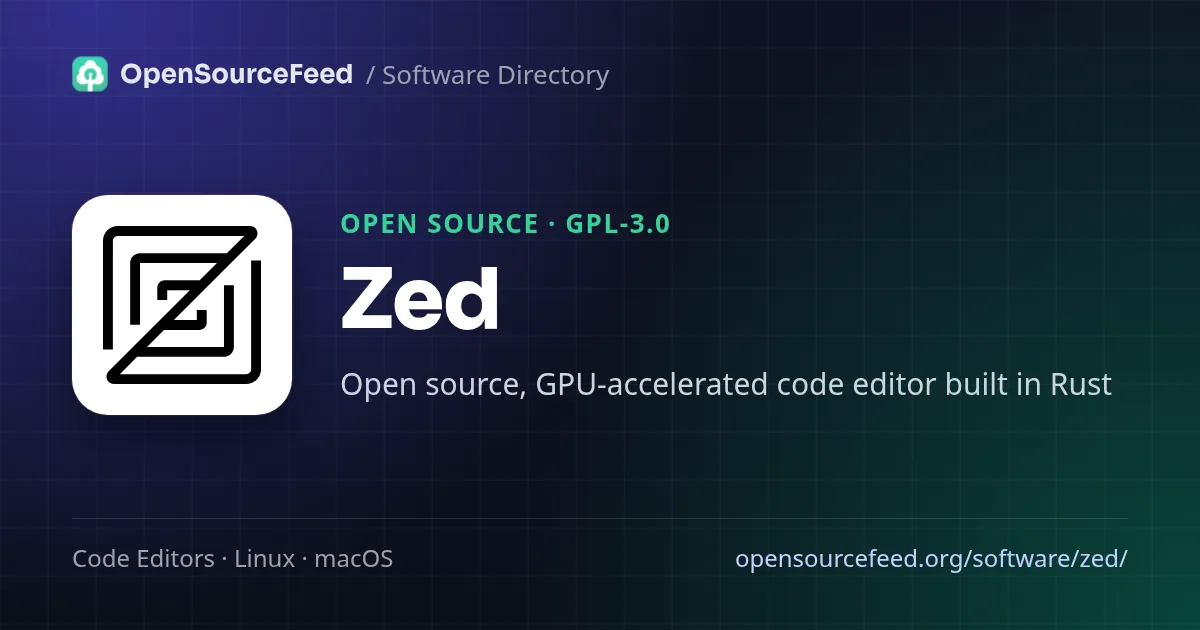 OpenSourceFeed / Software Directory
OPEN SOURCE · GPL-3.0
Zed
Open source, GPU-accelerated code editor built in Rust
Code Editors · Linux · macOS
opensourcefeed.org/software/zed/